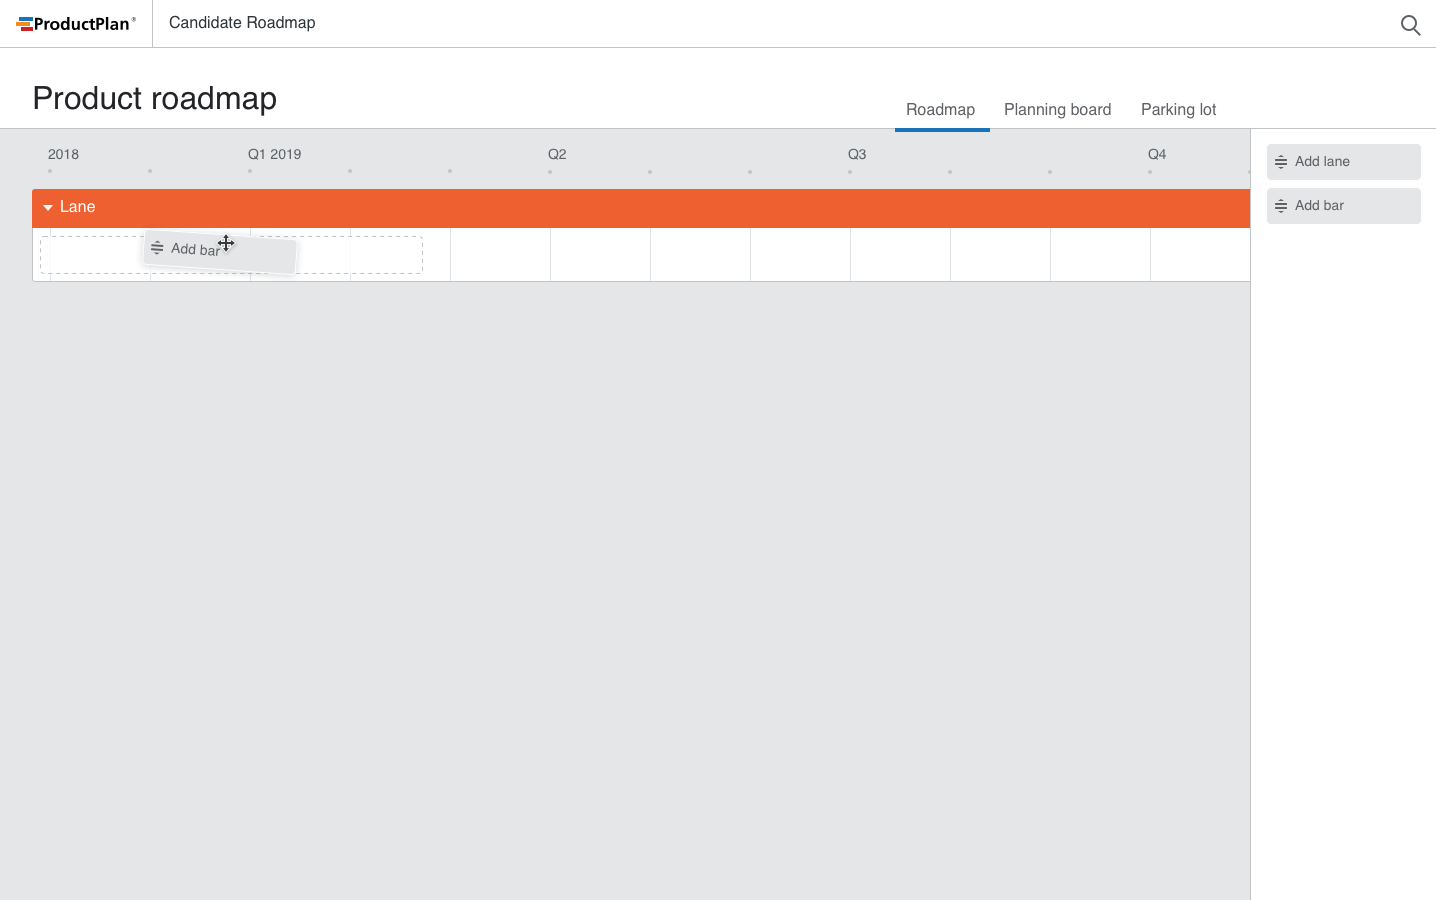 ProductPlan®
Candidate Roadmap
Product roadmap
Roadmap
Planning board
Parking lot
2018
Q1 2019
Q2
Q3
Q4
Add lane
Add bar
Lane
Add bar